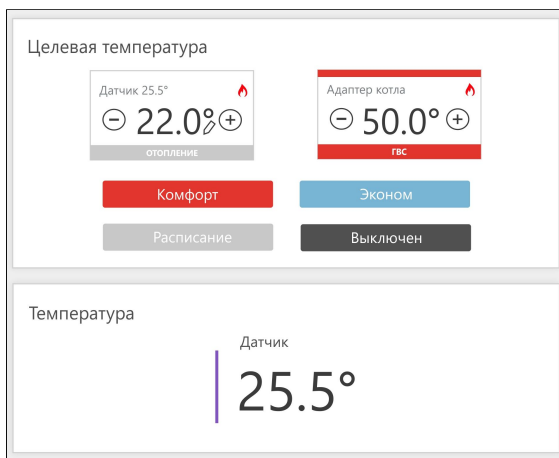 Целевая температура
Датчик 25.5°
22.0°
ОТОПЛЕНИЕ
Адаптер котла
50.0°
ГВС
Комфорт
Эконом
Расписание
Выключен
Температура
Датчик
25.5°